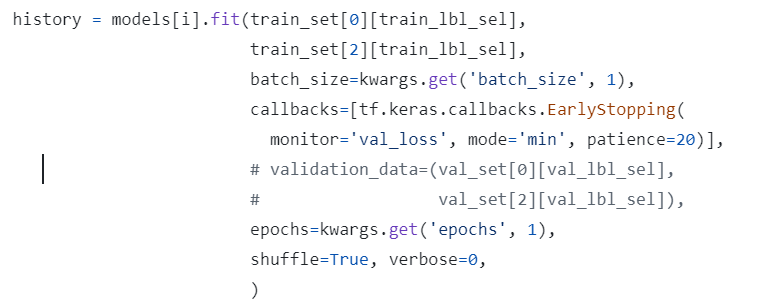 history = models[i].fit(train_set[0][train_lbl_sel],
train_set[2][train_lbl_sel],
batch_size=kwargs.get('batch_size', 1),
callbacks=[tf.keras.callbacks.EarlyStopping(
monitor='val_loss', mode='min', patience=20)],
# validation_data=(val_set[0][val_lbl_sel],
# val_set[2][val_lbl_sel]),
epochs=kwargs.get('epochs', 1),
shuffle=True, verbose=0,
)